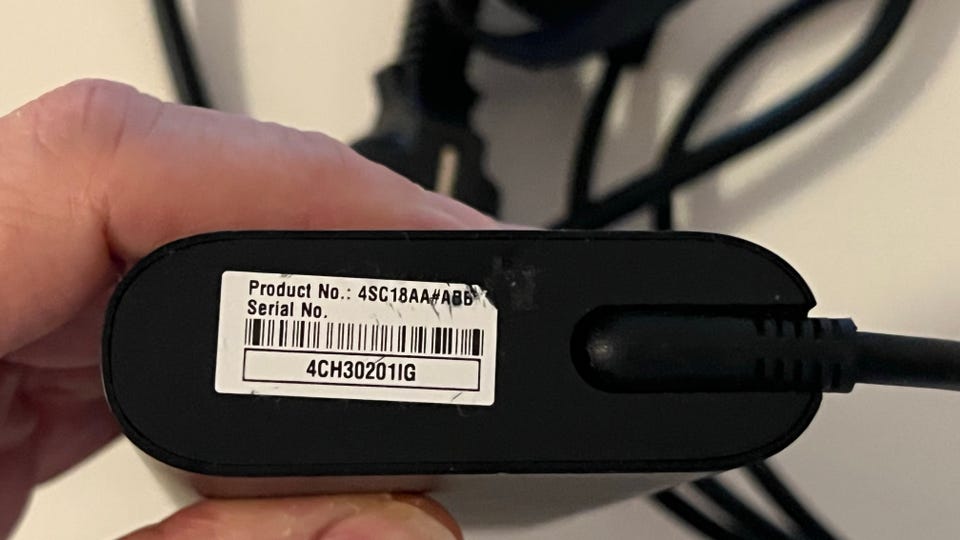 Product No.: 4SC18AA#ABB
Serial No.
4CH30201IG